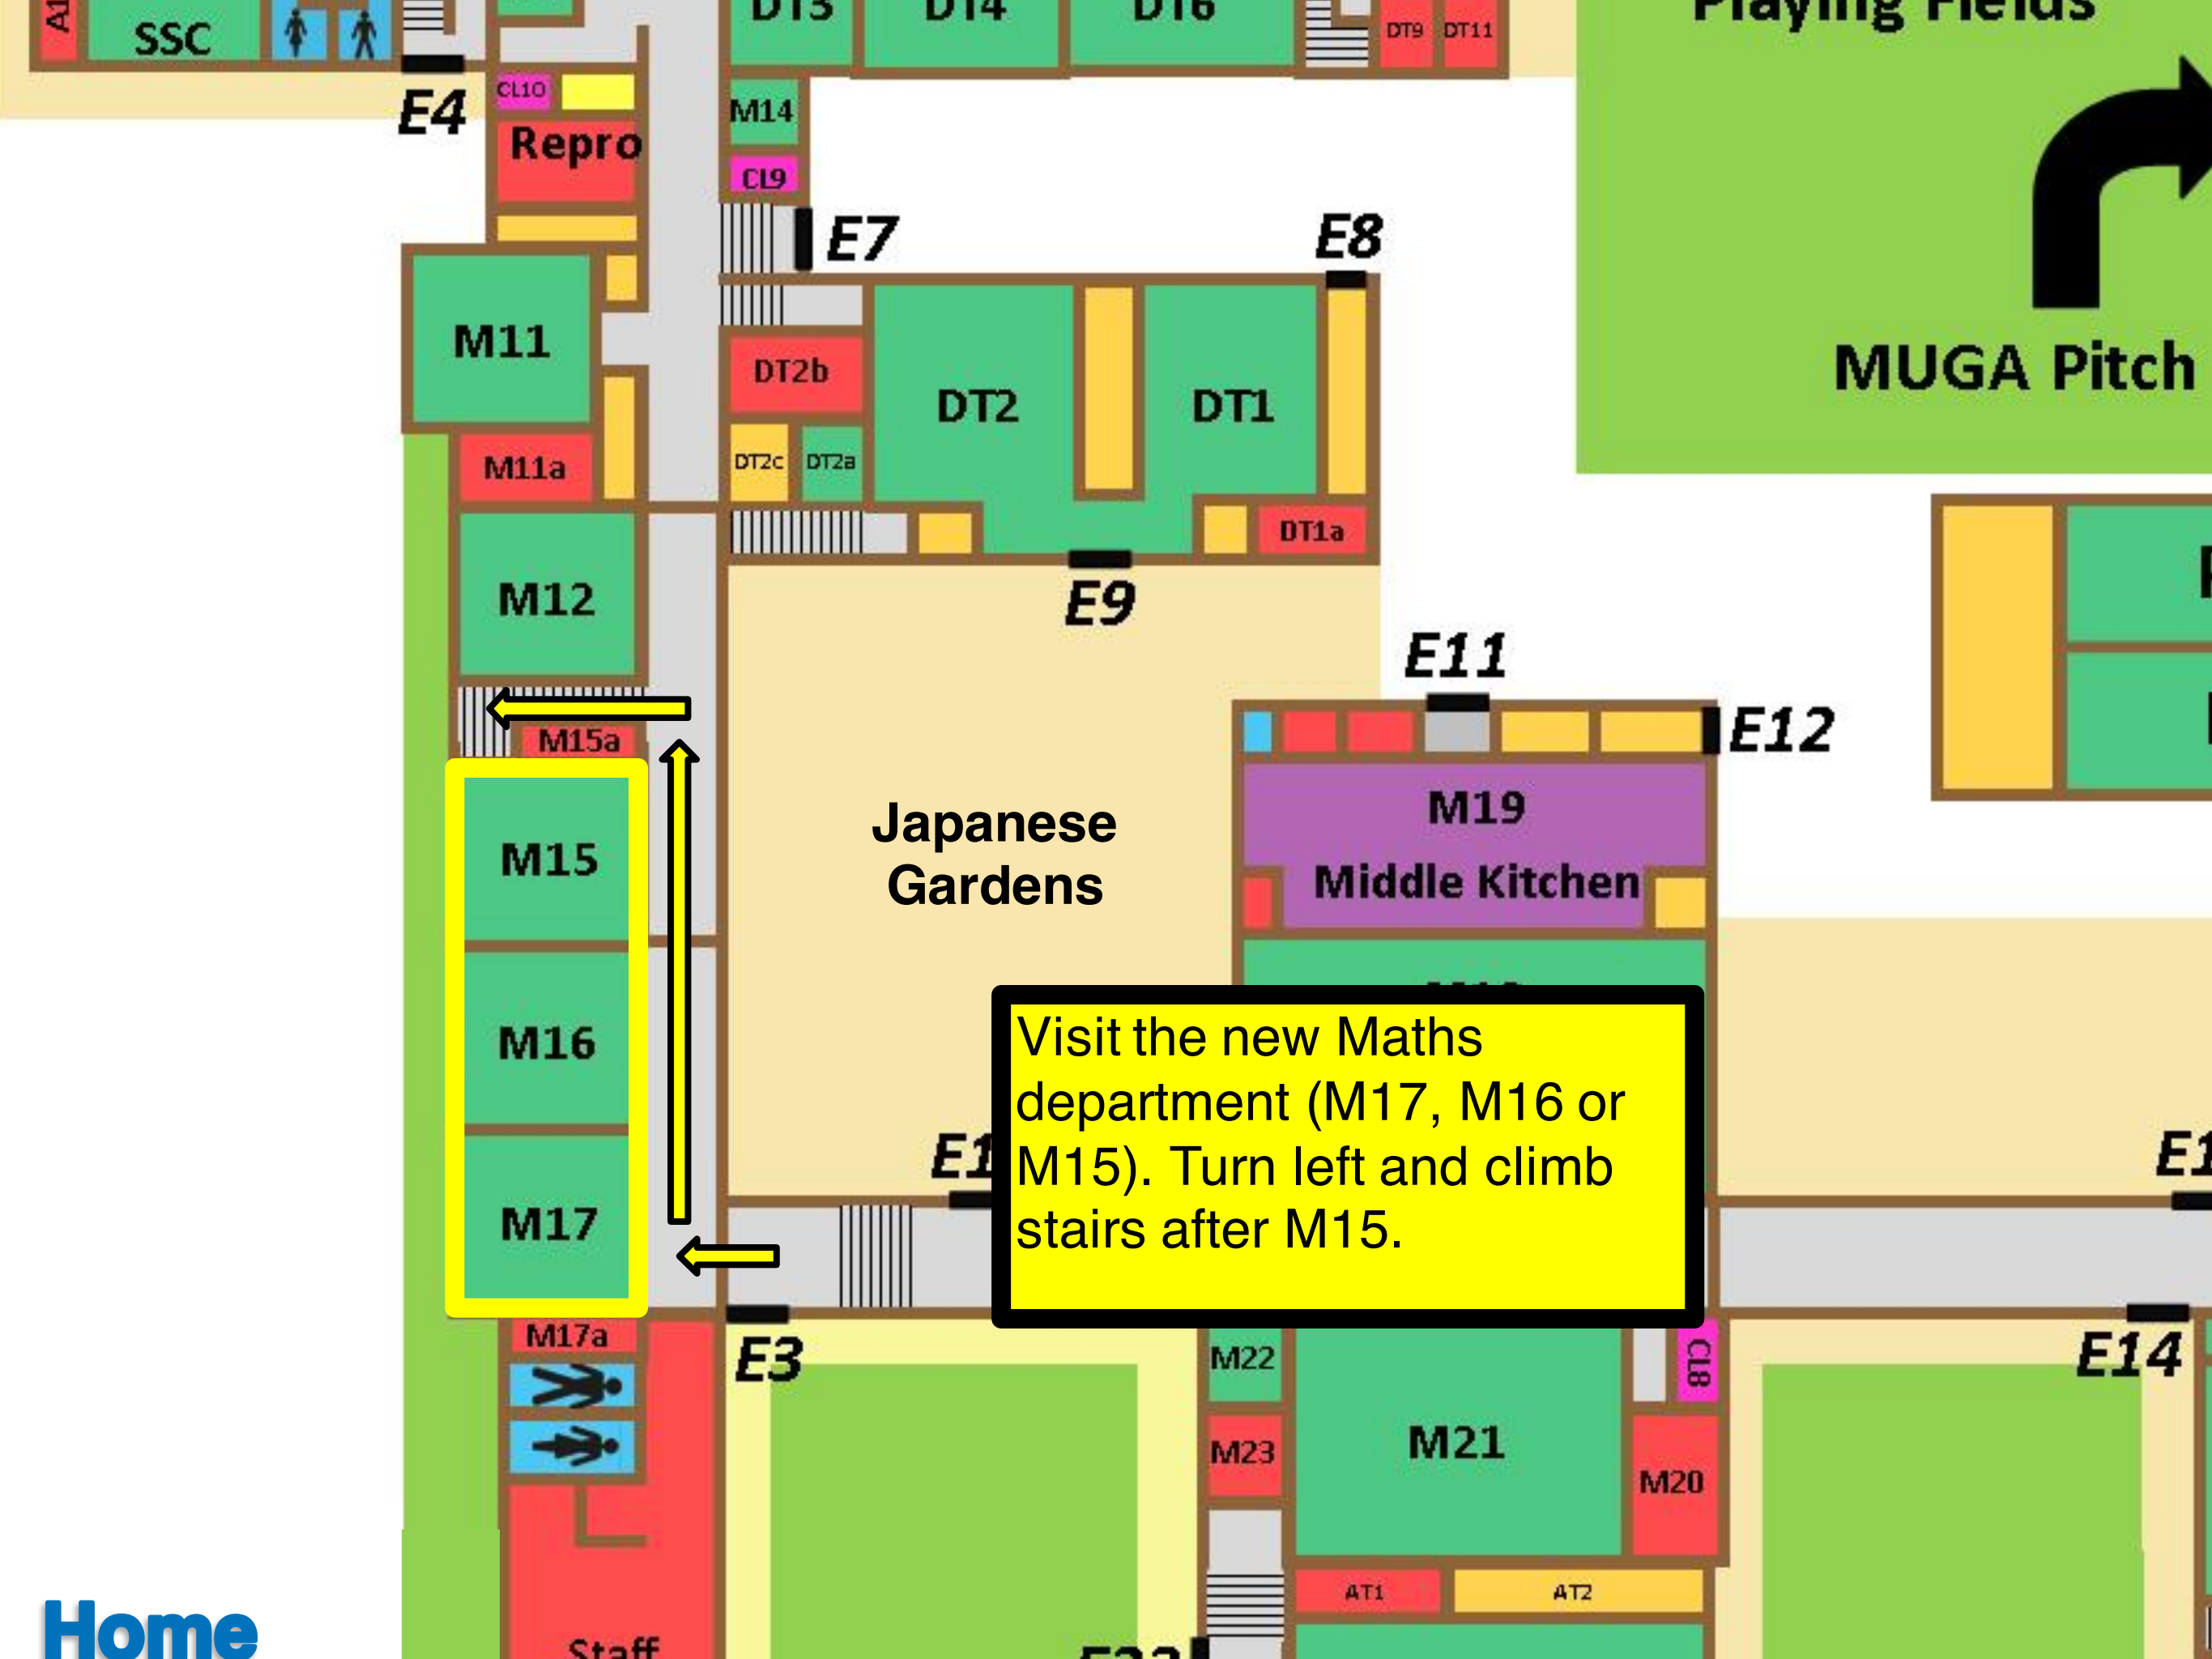 SSC
DT3
DT4
DT6
DT9
DT11
Playing Fields
E4
CL10
M14
Repro
CL9
E7
E8
M11
DT2b
DT2
DT1
MUGA Pitch
M11a
DT2c
DT2a
DT1a
M12
E9
E11
E12
M15a
M19
Middle Kitchen
M15
Japanese
Gardens
M16
M17
Visit the new Maths
department (M17, M16 or
M15). Turn left and climb
stairs after M15.
M17a
E3
M22
CL8
E14
M23
M21
M20
AT1
AT2
Home
Staff